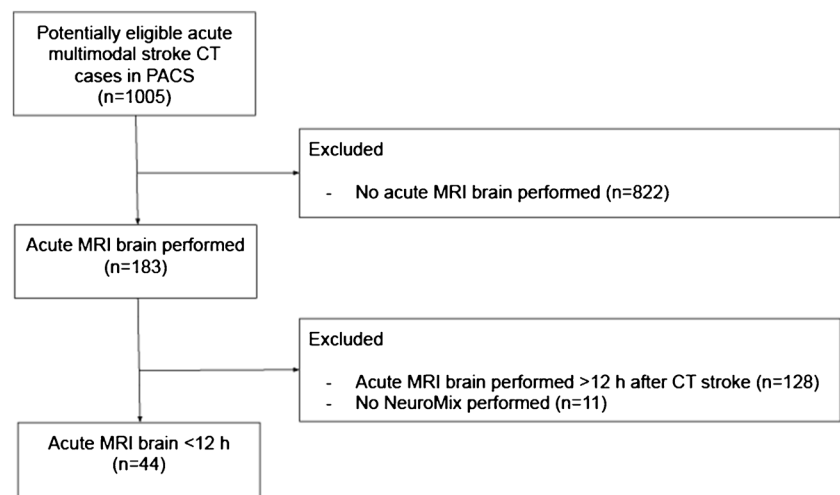 Potentially eligible acute
multimodal stroke CT
cases in PACS
(n=1005)
Excluded
- No acute MRI brain performed (n=822)
Acute MRI brain performed
(n=183)
Excluded
- Acute MRI brain performed >12 h after CT stroke (n=128)
- No NeuroMix performed (n=11)
Acute MRI brain <12 h
(n=44)